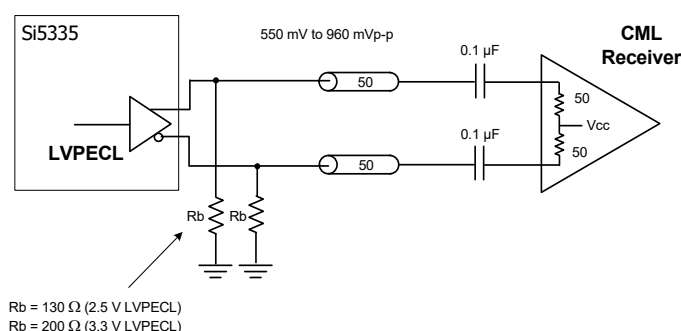 Si5335
550 mV to 960 mVp-p
CML
Receiver
0.1 µF
50
50
LVPECL
0.1 µF
Vcc
50
50
Rb
Rb
Rb = 130 Ω (2.5 V LVPECL)
Rb = 200 Ω (3.3 V LVPECL)